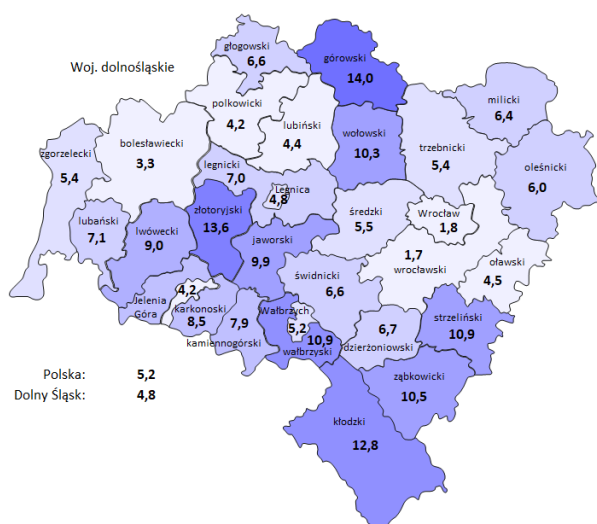 głogowski
6,6
górowski
14,0
Woj. dolnośląskie
polkowicki
4,2
lubiński
4,4
milicki
6,4
wołowski
10,3
trzebnicki
5,4
bolesławiecki
3,3
zgorzelecki
5,4
legnicki
7,0
oleśnicki
6,0
Legnica
4,8
złotoryjski
13,6
średzki
5,5
Wrocław
1,8
lubański
7,1
lwówecki
9,0
jaworski
9,9
1,7
wrocławski
oławski
4,5
świdnicki
6,6
4,2
Jelenia
Góra
karkonoski
8,5
7,9
kamiennogórski
Wałbrzych
5,2
10,9
wałbrzyski
6,7
dzierżoniowski
strzeliński
10,9
ząbkowicki
10,5
Polska: 5,2
Dolny Śląsk: 4,8
kłodzki
12,8